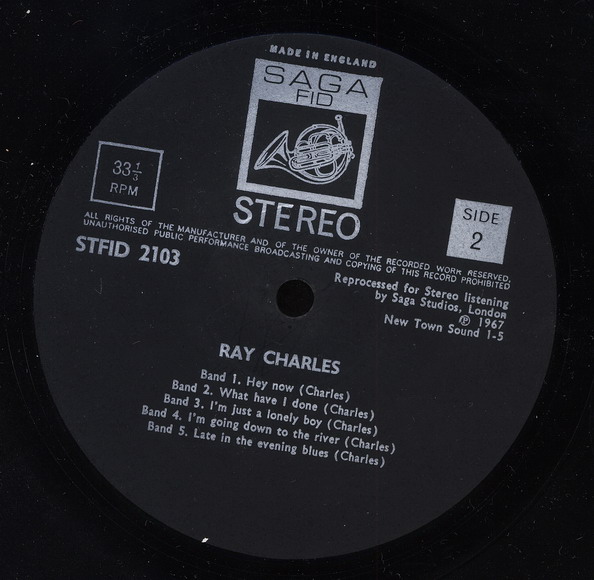 MADE IN ENGLAND
SAGA
FID
33⅓
RPM
STEREO
SIDE
2
ALL RIGHTS OF THE MANUFACTURER AND OF THE OWNER OF THE RECORDED WORK RESERVED.
UNAUTHORISED PUBLIC PERFORMANCE BROADCASTING AND COPYING OF THIS RECORD PROHIBITED
STFID 2103
Reprocessed for Stereo listening
by Saga Studios, London
℗ 1967
New Town Sound 1-5
RAY CHARLES
Band 1. Hey now (Charles)
Band 2. What have I done (Charles)
Band 3. I'm just a lonely boy (Charles)
Band 4. I'm going down to the river (Charles)
Band 5. Late in the evening blues (Charles)